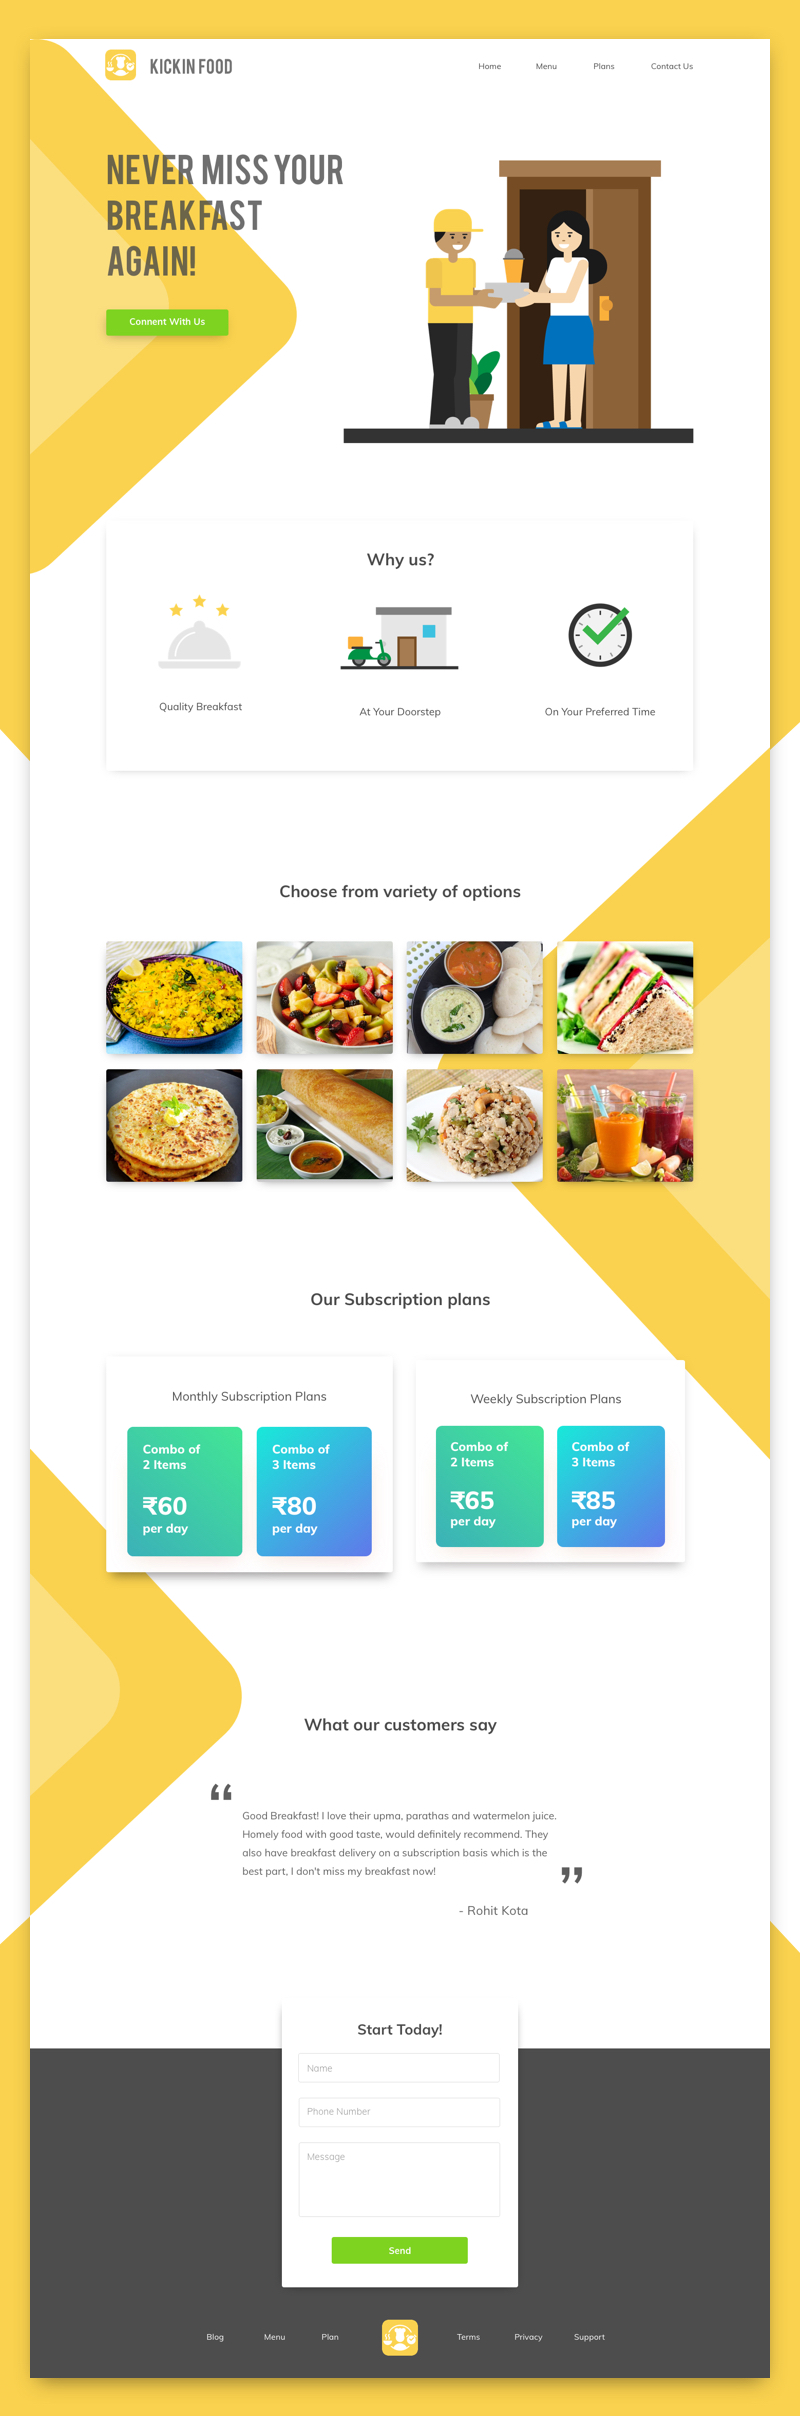 KICKIN FOOD
Home
Menu
Plans
Contact Us
NEVER MISS YOUR
BREAKFAST
AGAIN!
Connent With Us
Why us?
Quality Breakfast
At Your Doorstep
On Your Preferred Time
Choose from variety of options
Our Subscription plans
Monthly Subscription Plans
Combo of
2 Items
₹60
per day
Combo of
3 Items
₹80
per day
Weekly Subscription Plans
Combo of
2 Items
₹65
per day
Combo of
3 Items
₹85
per day
What our customers say
“
Good Breakfast! I love their upma, parathas and watermelon juice.
Homely food with good taste, would definitely recommend. They
also have breakfast delivery on a subscription basis which is the
best part, I don't miss my breakfast now!
”
- Rohit Kota
Start Today!
Name
Phone Number
Message
Send
Blog
Menu
Plan
Terms
Privacy
Support